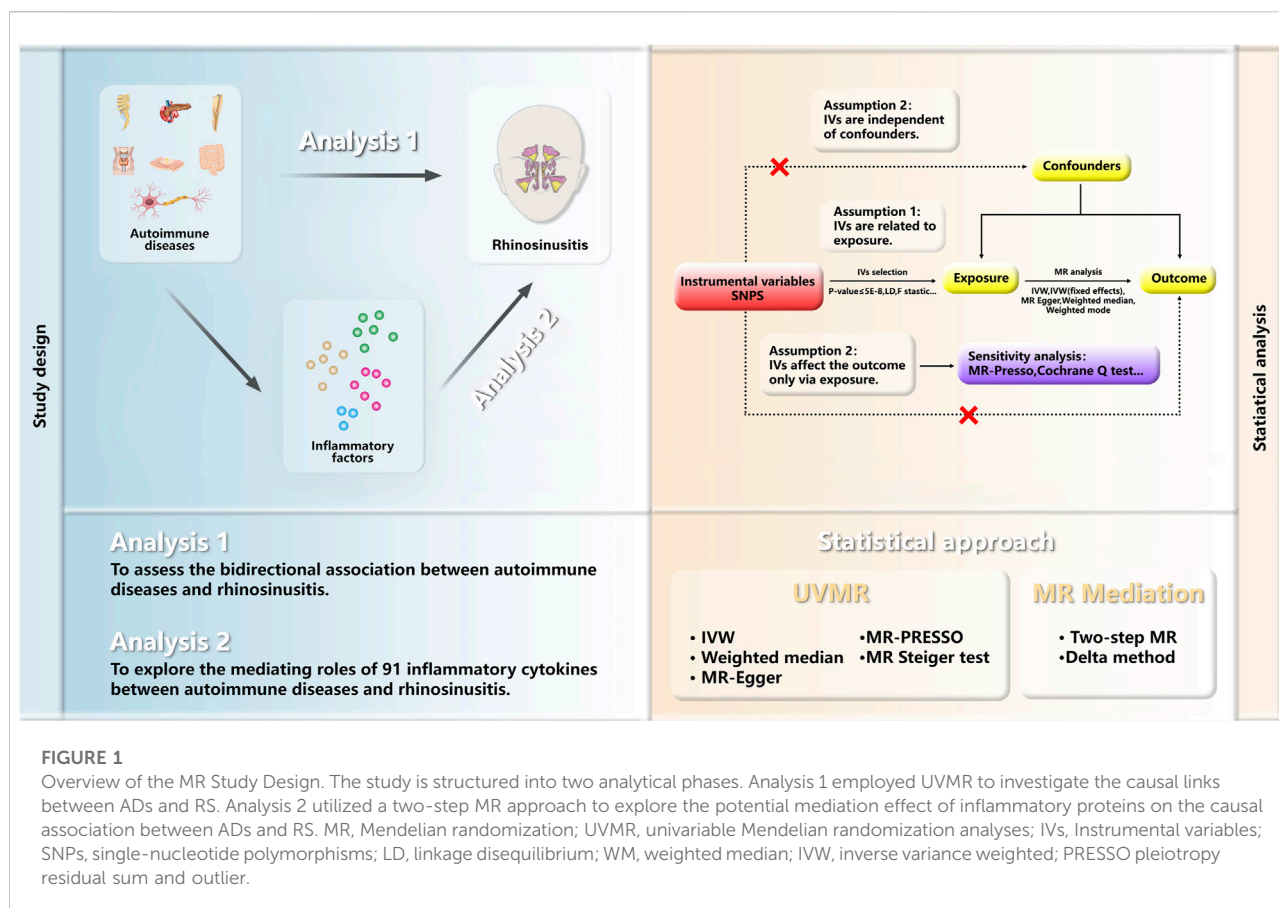 Study design
Autoimmune
diseases
Analysis 1
Rhinosinusitis
Inflammatory
factors
Analysis 2
Analysis 1
To assess the bidirectional association between autoimmune
diseases and rhinosinusitis.
Analysis 2
To explore the mediating roles of 91 inflammatory cytokines
between autoimmune diseases and rhinosinusitis.
Assumption 2:
IVs are independent
of confounders.
Confounders
Assumption 1:
IVs are related to
exposure.
Instrumental variables
SNPS
IVs selection
P-value≤5E-8,LD,F stastic...
Exposure
MR analysis
IVW,IVW(fixed effects),
MR Egger,Weighted median,
Weighted mode
Outcome
Assumption 2:
IVs affect the outcome
only via exposure.
Sensitivity analysis:
MR-Presso,Cochrane Q test...
Statiatical analysis
Statistical approach
UVMR
• IVW
• Weighted median
• MR-Egger
•MR-PRESSO
•MR Steiger test
MR Mediation
• Two-step MR
•Delta method
FIGURE 1
Overview of the MR Study Design. The study is structured into two analytical phases. Analysis 1 employed UVMR to investigate the causal links
between ADs and RS. Analysis 2 utilized a two-step MR approach to explore the potential mediation effect of inflammatory proteins on the causal
association between ADs and RS. MR, Mendelian randomization; UVMR, univariable Mendelian randomization analyses; IVs, Instrumental variables;
SNPs, single-nucleotide polymorphisms; LD, linkage disequilibrium; WM, weighted median; IVW, inverse variance weighted; PRESSO pleiotropy
residual sum and outlier.